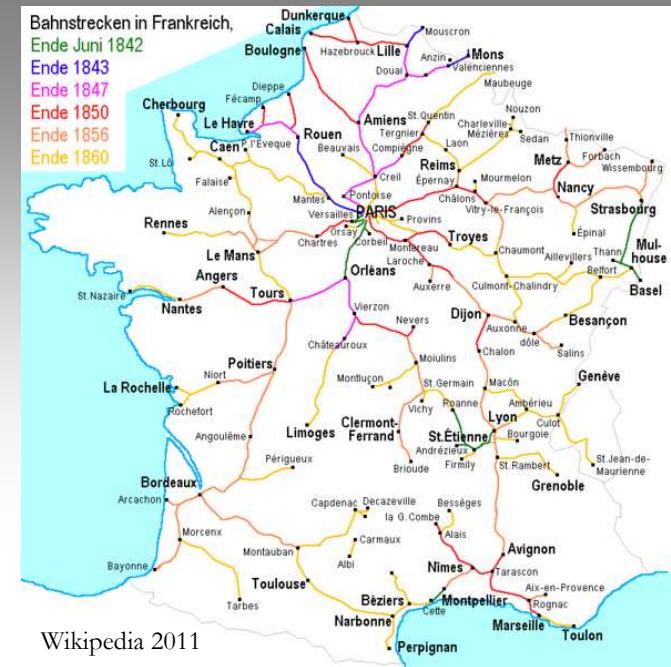 Bahnstrecken in Frankreich,
Ende Juni 1842
Ende 1843
Ende 1847
Ende 1850
Ende 1856
Ende 1860
Dunkerque
Calais
Boulogne
Hazebrouck
Lille
Mouscron
Anzin
Mons
Douai
Valenciennes
Maubeuge
Dieppe
Fécamp
Cherbourg
Le Havre
Rouen
Amiens
St.Quentin
Tergnier
Charleville-
Mézières
Nouzon
Sedan
Thionville
Caen
l'Eveque
Beauvais
Compiègne
Laon
Metz
Forbach
Wissembourg
St.Lô
Creil
Reims
Mourmelon
Falaise
Pontoise
Épernay
Nancy
Mantes
Versailles
PARIS
Châlons
Vitry-le-François
Strasbourg
Alençon
Orsay
Provins
Rennes
Chartres
Corbeil
Montereau
Troyes
Épinal
Le Mans
Laroche
Chaumont
Aillevillers
Thann
Mul-
house
Angers
Orléans
Auxerre
Culmont-Chalindry
Belfort
Basel
St.Nazaire
Nantes
Tours
Vierzon
Nevers
Dijon
Auxonne
Besançon
dôle
Châteauroux
Chalon
Salins
Poitiers
Moiulins
La Rochelle
Niort
Montluçon
St.Germain
Mâcon
Genève
Rochefort
Vichy
Roanne
Ambérieu
Limoges
Clermont-
Ferrand
Lyon
Culot
Angoulême
St.Étienne
Bourgoie
Andrézieux
Firmily
St.Rambert
St.Jean-de-
Maurienne
Périgueux
Brioude
Grenoble
Bordeaux
Arcachon
Capdenac
Decazeville
Bességes
la G.Combe
Morcenx
Carmaux
Alais
Montauban
Albi
Avignon
Bayonne
Nîmes
Tarascon
Toulouse
Aix-en-Provence
Béziers
Montpellier
Rognac
Tarbes
Cette
Narbonne
Marseille
Toulon
Perpignan
Wikipedia 2011